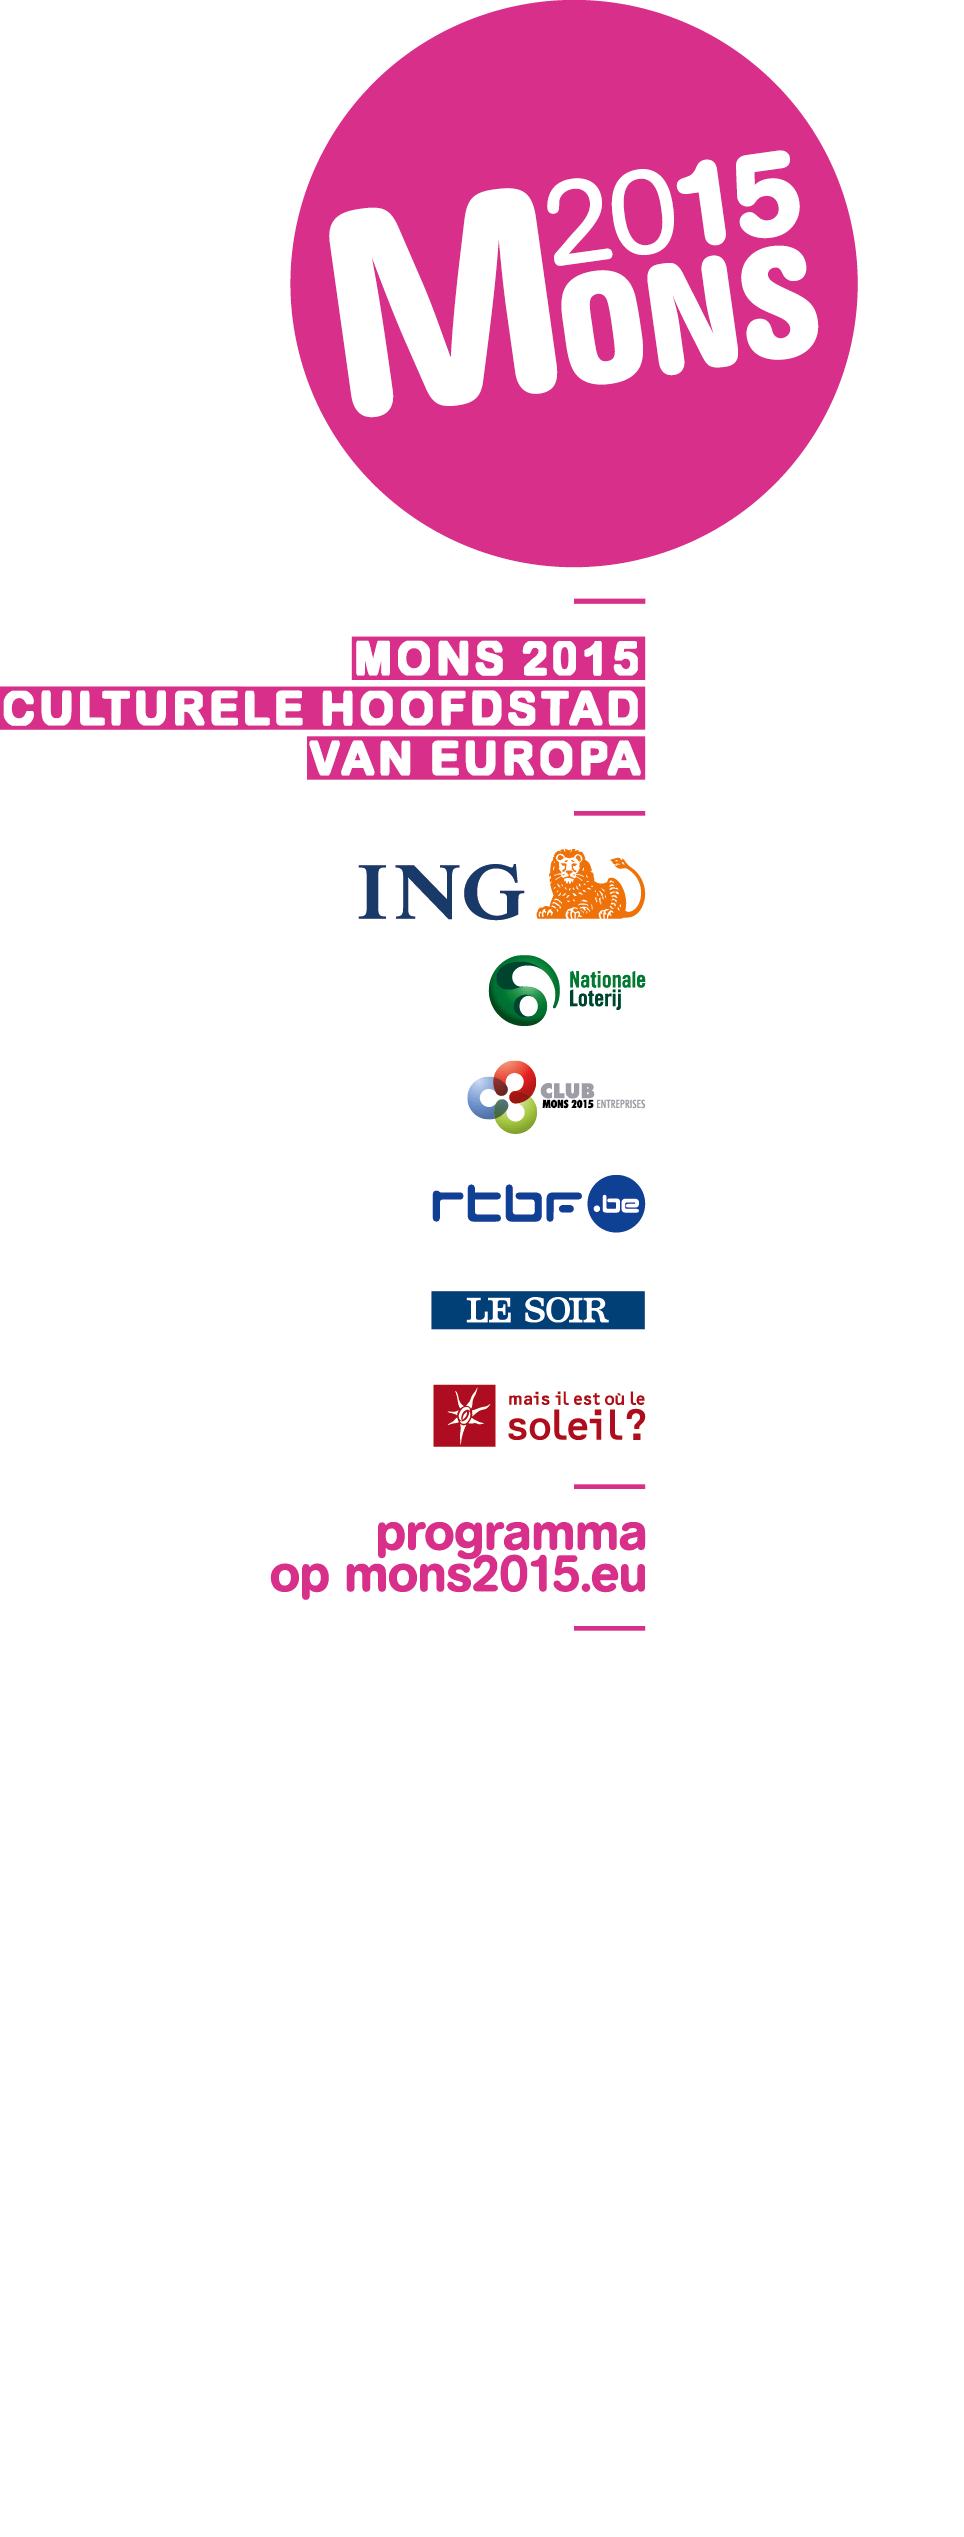 2015
MONS
MONS 2015
CULTURELE HOOFDSTAD
VAN EUROPA
ING
Nationale
Loterij
CLUB
MONS 2015 ENTREPRISES
rtbf.be
LE SOIR
mais il est où le
soleil?
programma
op mons2015.eu